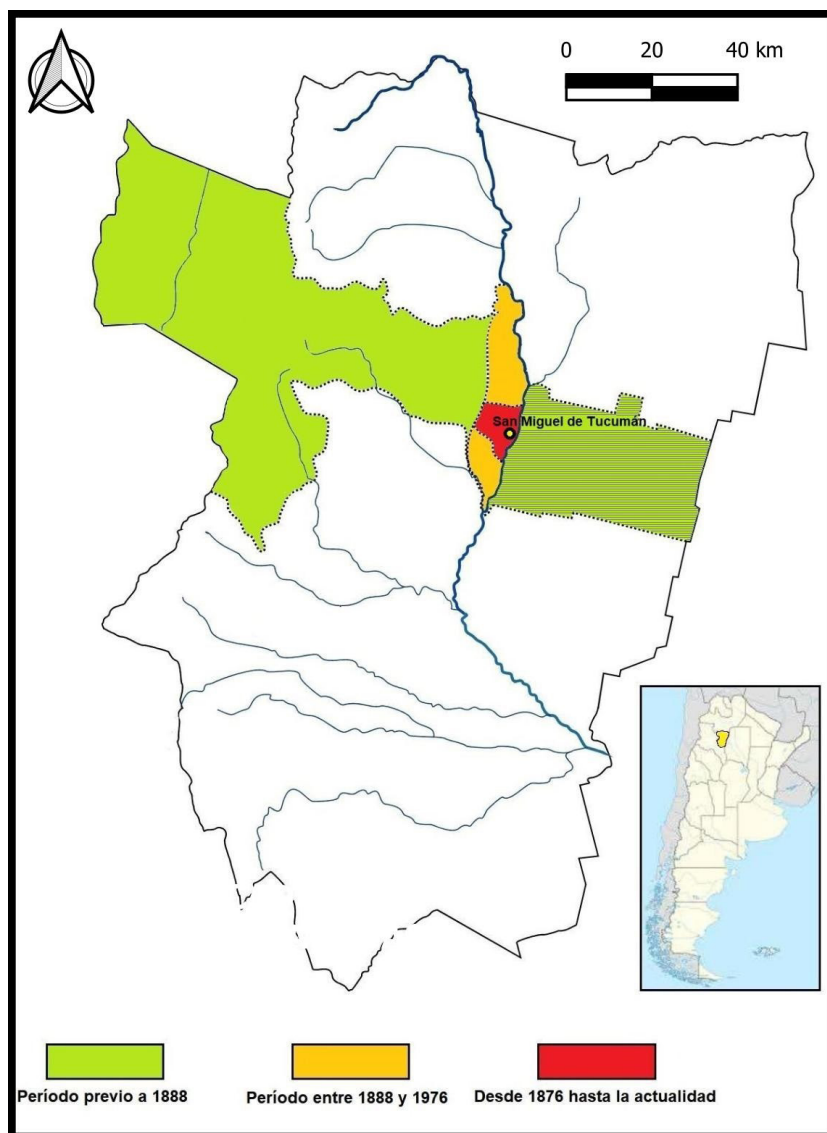 0 20 40 km
San Miguel de Tucumán
Período previo a 1888
Período entre 1888 y 1976
Desde 1876 hasta la actualidad